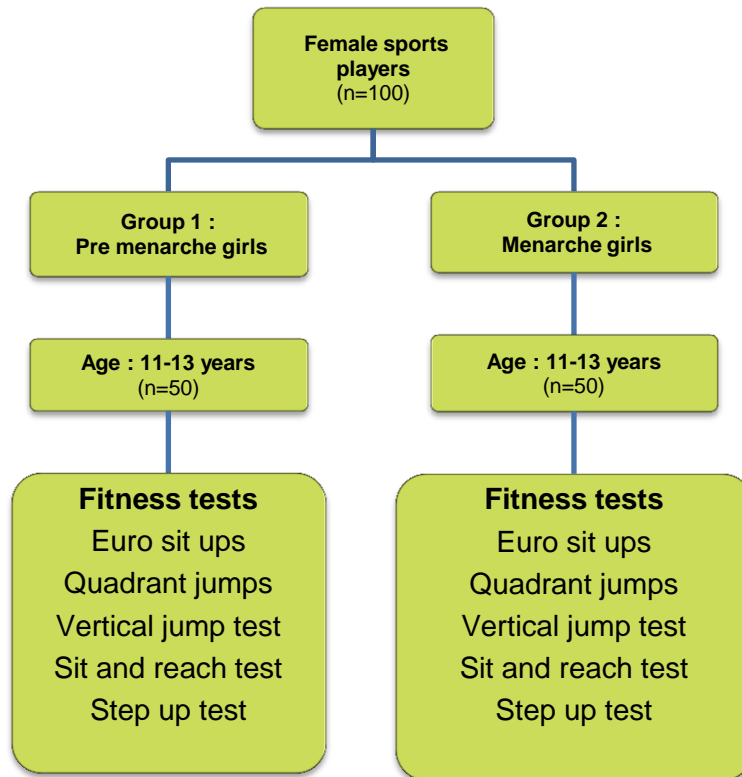 Female sports
players
(n=100)
Group 1 :
Pre menarche girls
Group 2 :
Menarche girls
Age : 11-13 years
(n=50)
Age : 11-13 years
(n=50)
Fitness tests
Euro sit ups
Quadrant jumps
Vertical jump test
Sit and reach test
Step up test
Fitness tests
Euro sit ups
Quadrant jumps
Vertical jump test
Sit and reach test
Step up test